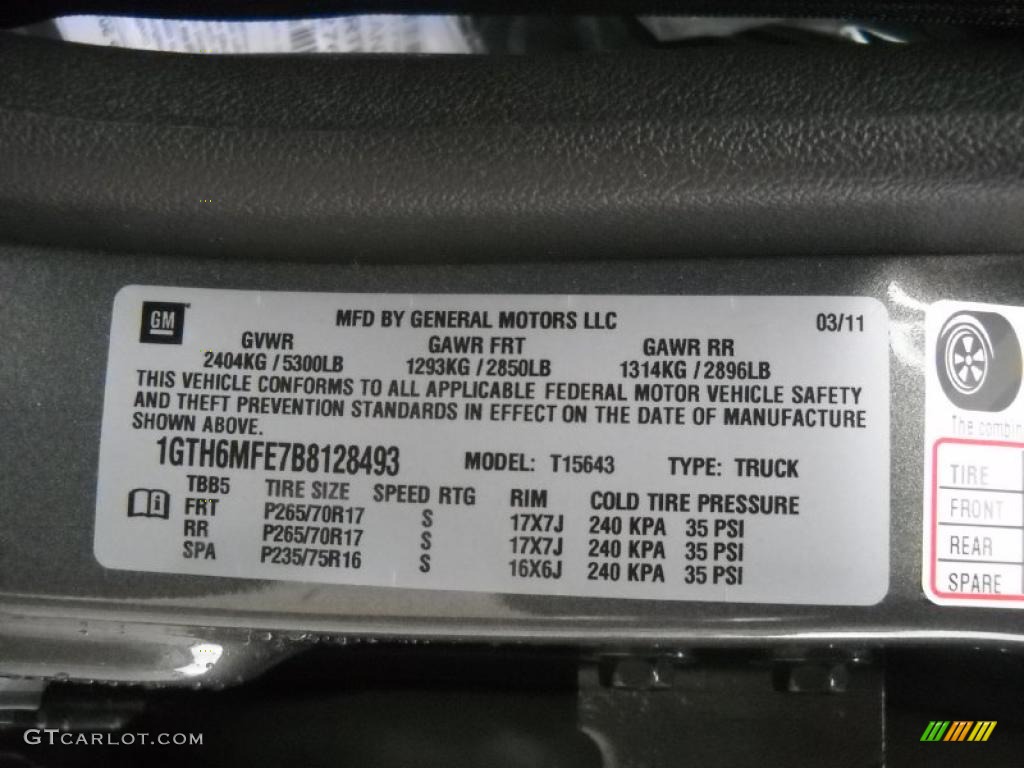 GM
MFD BY GENERAL MOTORS LLC
03/11
GVWR GAWR FRT GAWR RR
2404KG / 5300LB 1293KG / 2850LB 1314KG / 2896LB
THIS VEHICLE CONFORMS TO ALL APPLICABLE FEDERAL MOTOR VEHICLE SAFETY
AND THEFT PREVENTION STANDARDS IN EFFECT ON THE DATE OF MANUFACTURE
SHOWN ABOVE.
1GTH6MFE7B8128493 MODEL: T15643 TYPE: TRUCK
TBB5 TIRE SIZE SPEED RTG RIM COLD TIRE PRESSURE
FRT P265/70R17 S 17X7J 240 KPA 35 PSI
RR P265/70R17 S 17X7J 240 KPA 35 PSI
SPA P235/75R16 S 16X6J 240 KPA 35 PSI
The
TIRE
FRONT
REAR
SPARE
GTCARLOT.COM